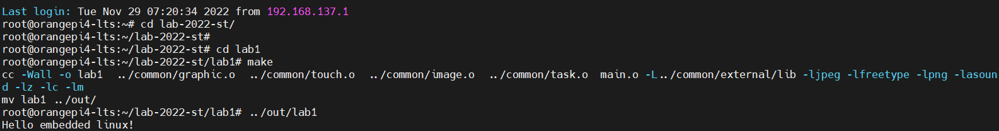 Last login: Tue Nov 29 07:20:34 2022 from 192.168.137.1
root@orangepi4-lts:~# cd lab-2022-st/
root@orangepi4-lts:~/lab-2022-st#
root@orangepi4-lts:~/lab-2022-st# cd lab1
root@orangepi4-lts:~/lab-2022-st/lab1# make
cc -Wall -o lab1  ../common/graphic.o  ../common/touch.o  ../common/image.o  ../common/task.o  main.o -L../common/external/lib -ljpeg -lfreetype -lpng -lasoun
d -lz -lc -lm
mv lab1 ../out/
root@orangepi4-lts:~/lab-2022-st/lab1# ../out/lab1
Hello embedded linux!